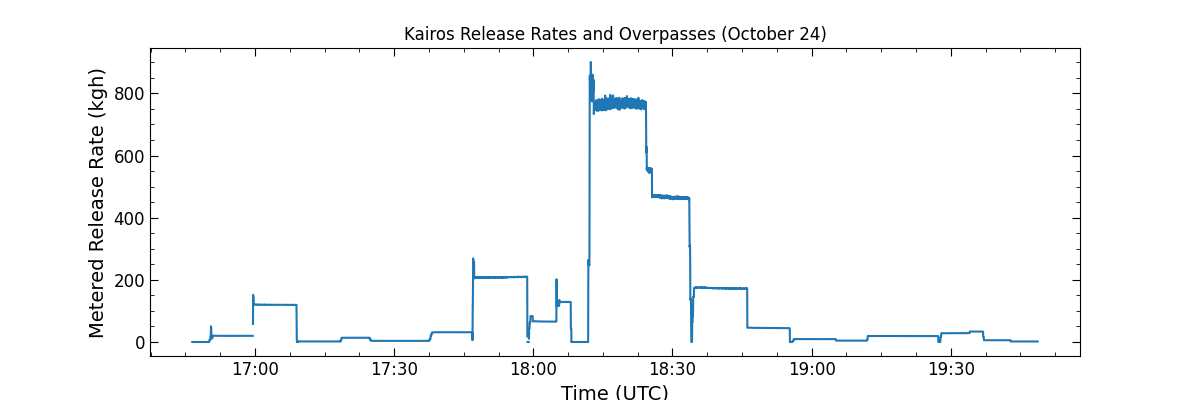 Kairos Release Rates and Overpasses (October 24)
Metered Release Rate (kgh)
800
600
400
200
0
17:00 17:30 18:00 18:30 19:00 19:30
Time (UTC)